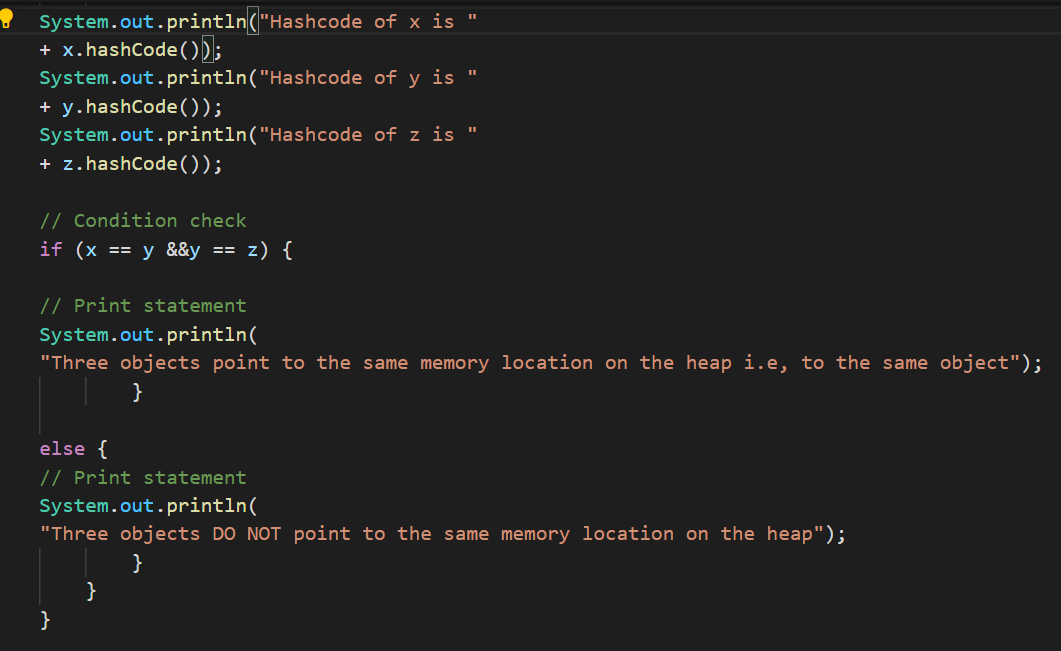 System.out.println("Hashcode of x is "
+ x.hashCode());
System.out.println("Hashcode of y is "
+ y.hashCode());
System.out.println("Hashcode of z is "
+ z.hashCode());
// Condition check
if (x == y &&y == z) {
// Print statement
System.out.println(
"Three objects point to the same memory location on the heap i.e, to the same object");
}
else {
// Print statement
System.out.println(
"Three objects DO NOT point to the same memory location on the heap");
}
}
}